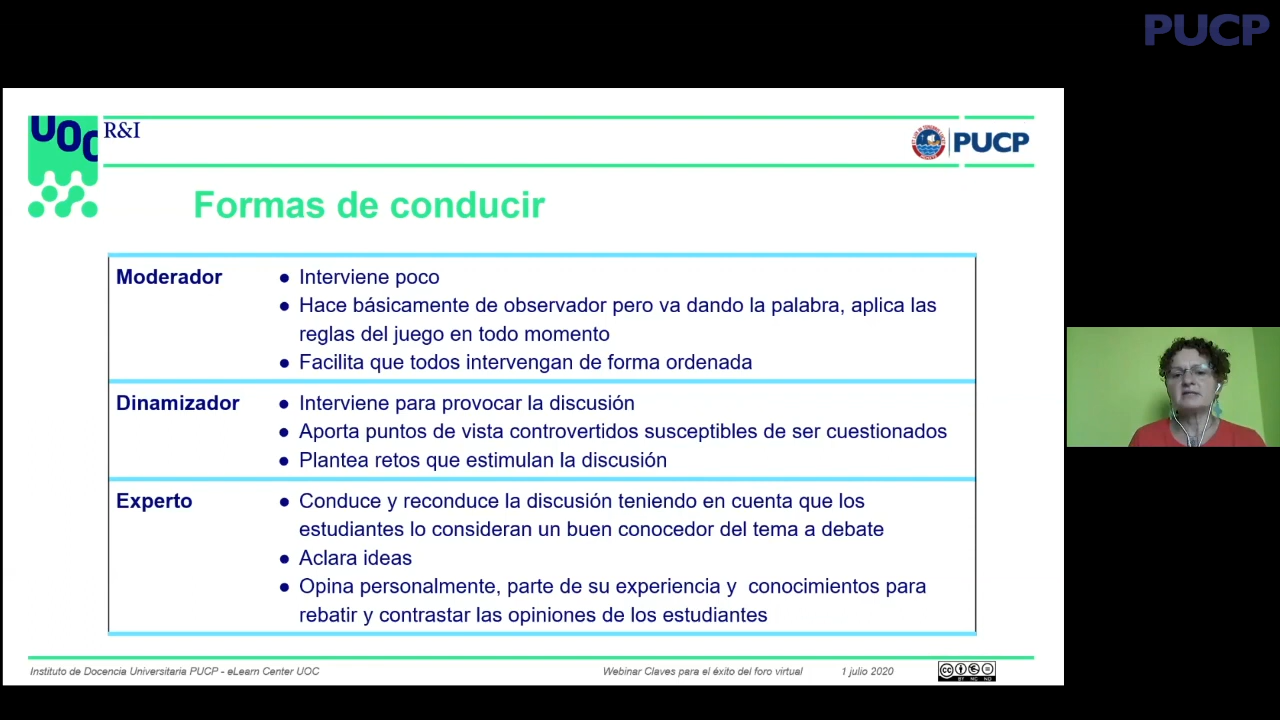 PUCP
UOC
R&I
PUCP
Formas de conducir
Moderador
● Interviene poco
● Hace básicamente de observador pero va dando la palabra, aplica las
reglas del juego en todo momento
● Facilita que todos intervengan de forma ordenada
Dinamizador
● Interviene para provocar la discusión
● Aporta puntos de vista controvertidos susceptibles de ser cuestionados
● Plantea retos que estimulan la discusión
Experto
● Conduce y reconduce la discusión teniendo en cuenta que los
estudiantes lo consideran un buen conocedor del tema a debate
● Aclara ideas
● Opina personalmente, parte de su experiencia y conocimientos para
rebatir y contrastar las opiniones de los estudiantes
Instituto de Docencia Universitaria PUCP - eLearn Center UOC
Webinar Claves para el éxito del foro virtual
1 julio 2020
CC
BY NC ND